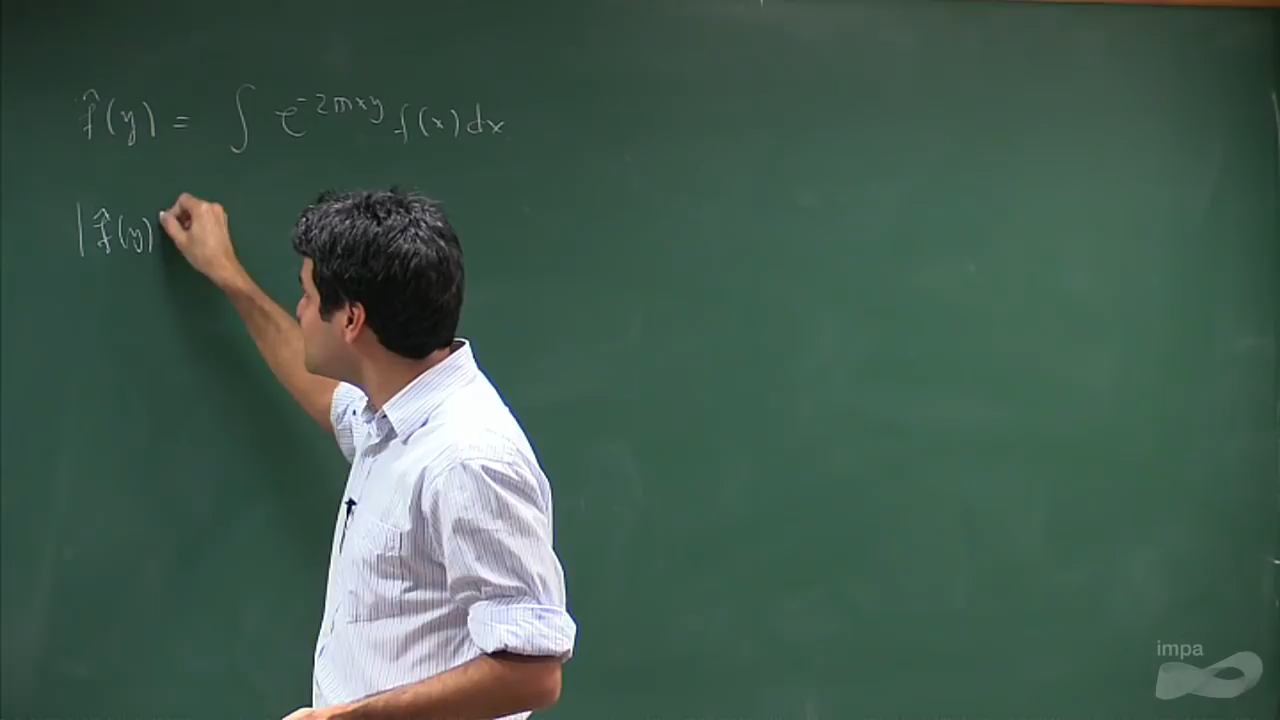 f̂(y) = ∫ e^{-2πixy} f(x) dx
|f̂(y)
impa